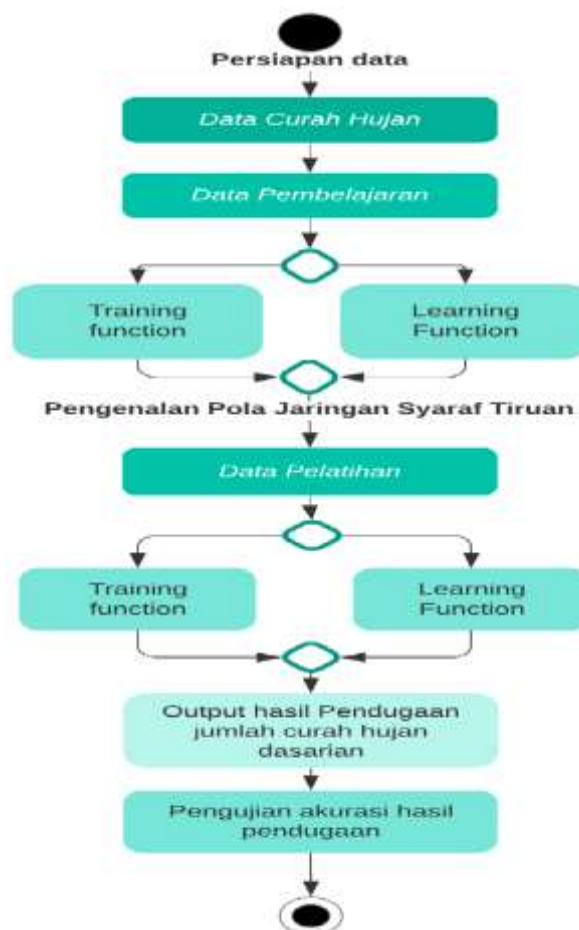 Persiapan data
Data Curah Hujan
Data Pembelajaran
Training
function
Learning
Function
Pengenalan Pola Jaringan Syaraf Tiruan
Data Pelatihan
Training
function
Learning
Function
Output hasil Pendugaan
jumlah curah hujan
dasarian
Pengujian akurasi hasil
pendugaan